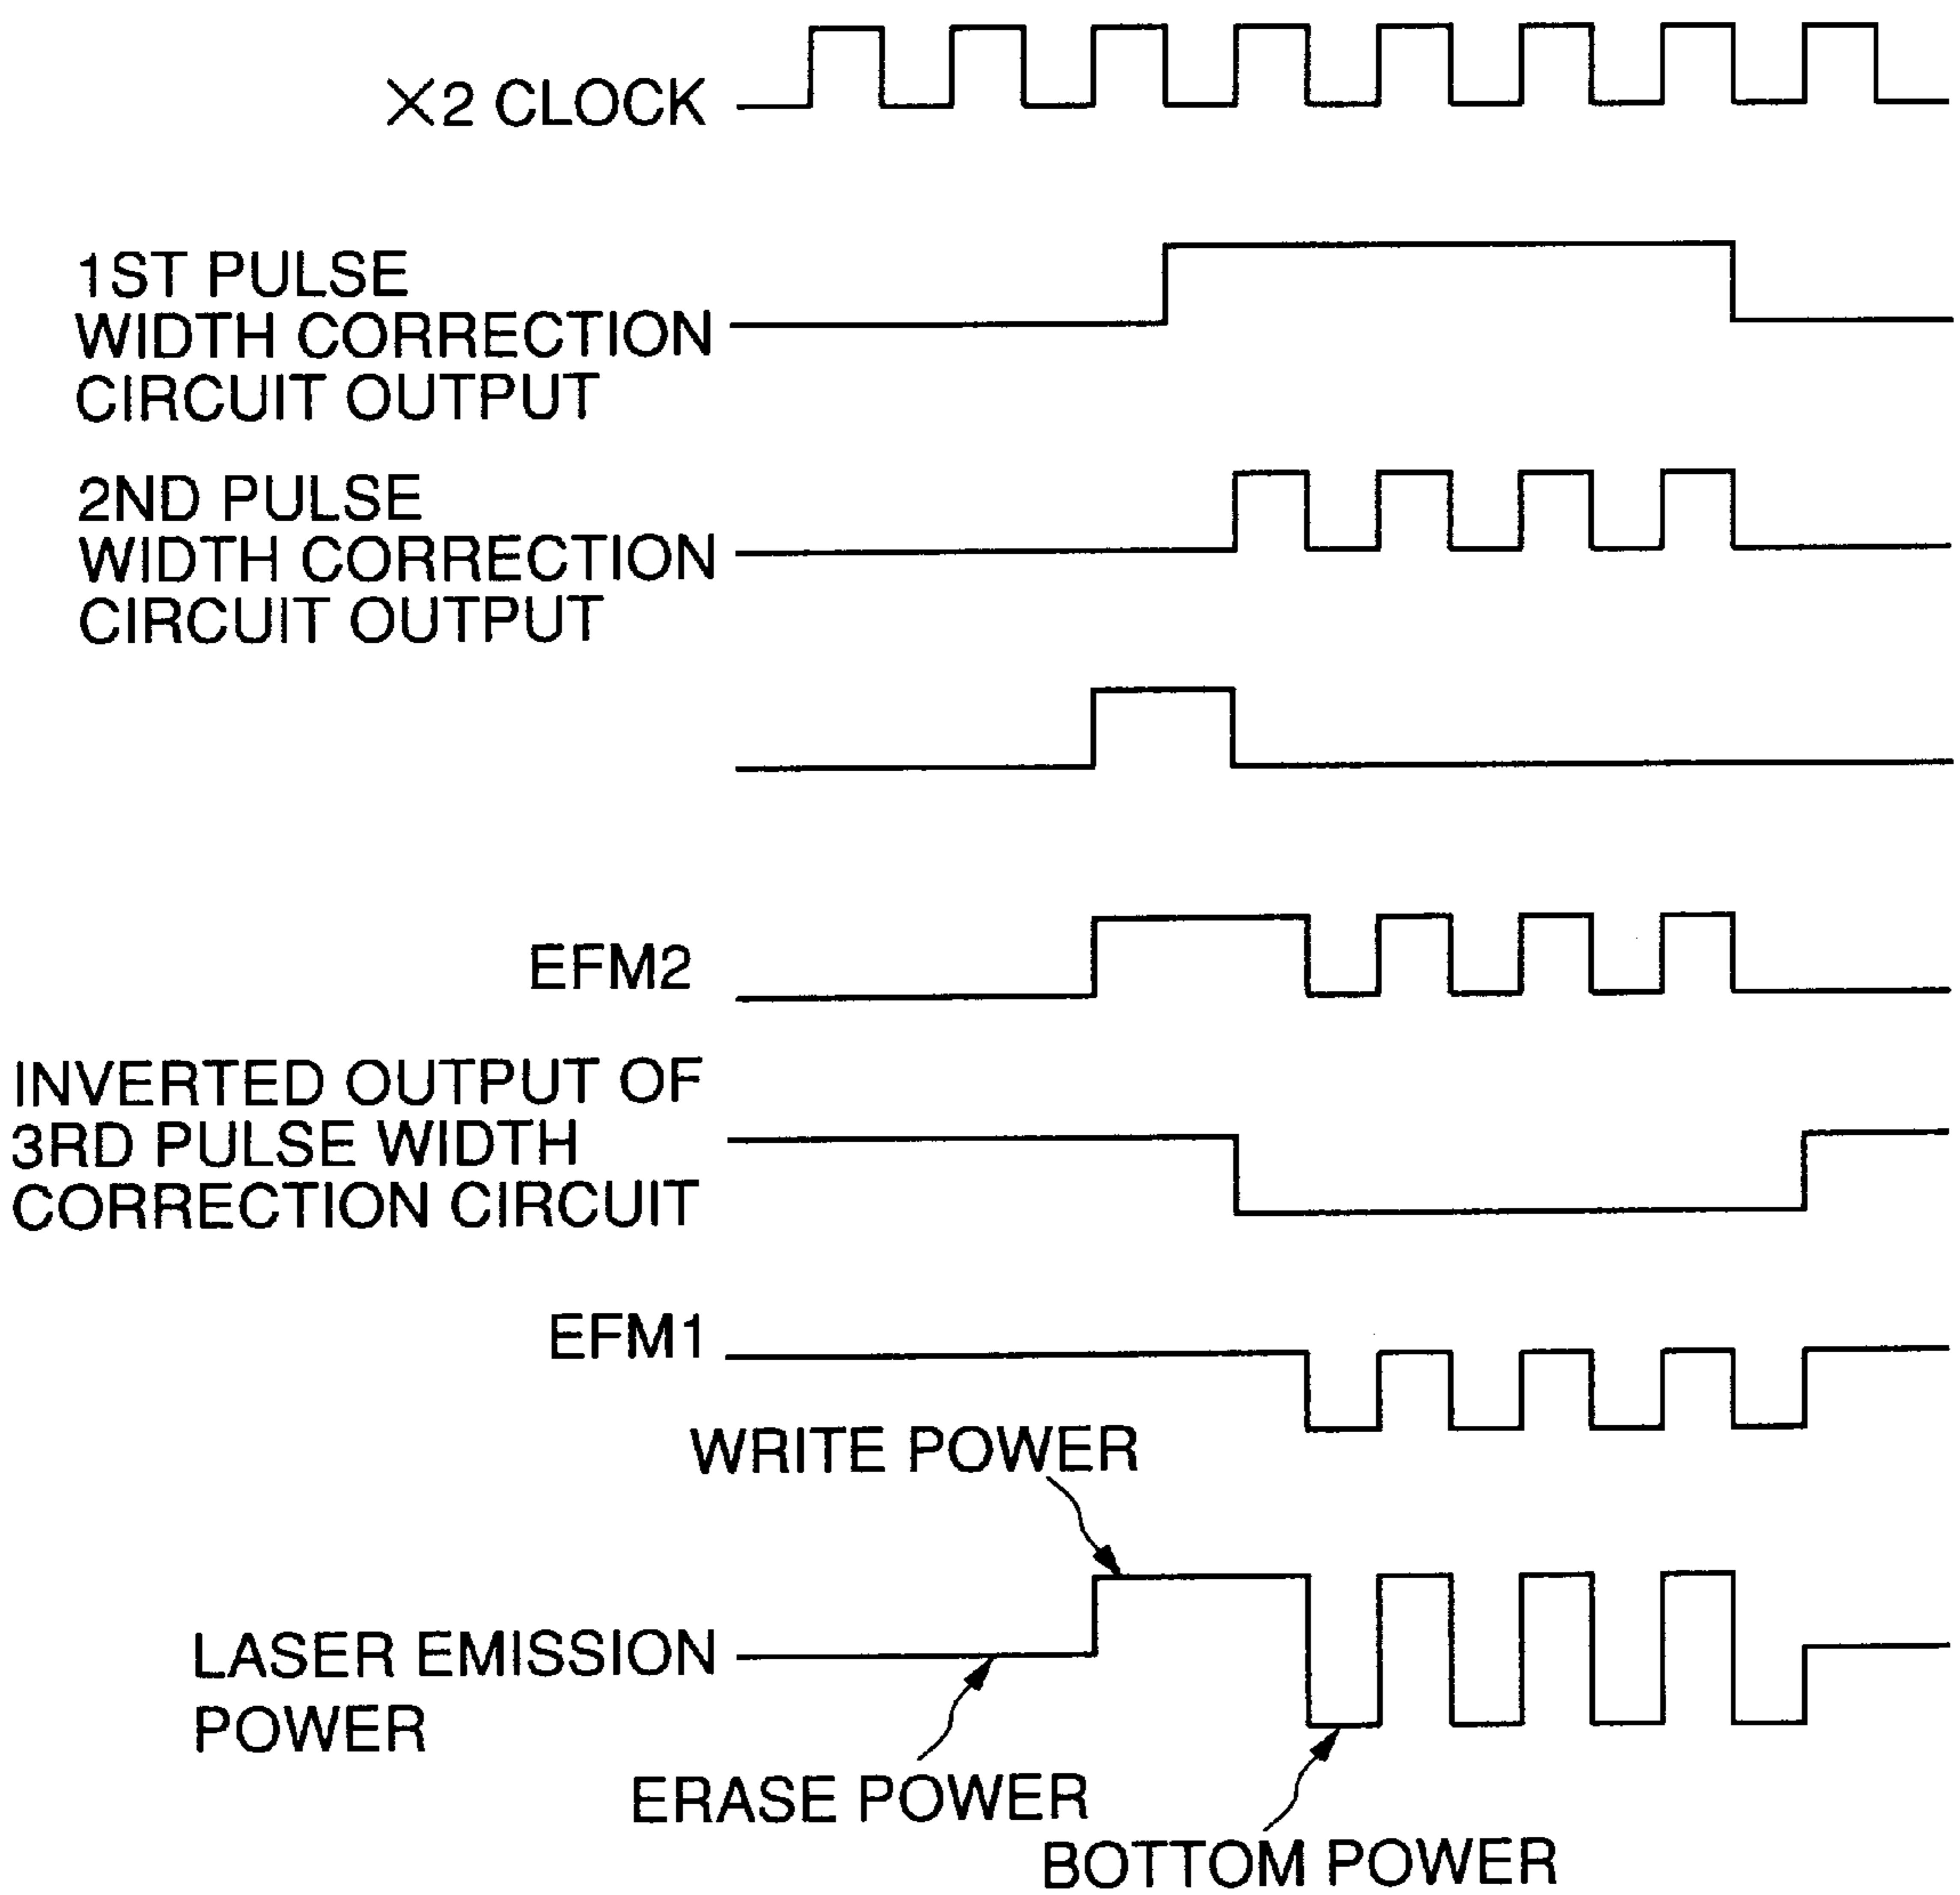 ×2 CLOCK
1ST PULSE
WIDTH CORRECTION
CIRCUIT OUTPUT
2ND PULSE
WIDTH CORRECTION
CIRCUIT OUTPUT
EFM2
INVERTED OUTPUT OF
3RD PULSE WIDTH
CORRECTION CIRCUIT
EFM1
WRITE POWER
LASER EMISSION
POWER
ERASE POWER
BOTTOM POWER